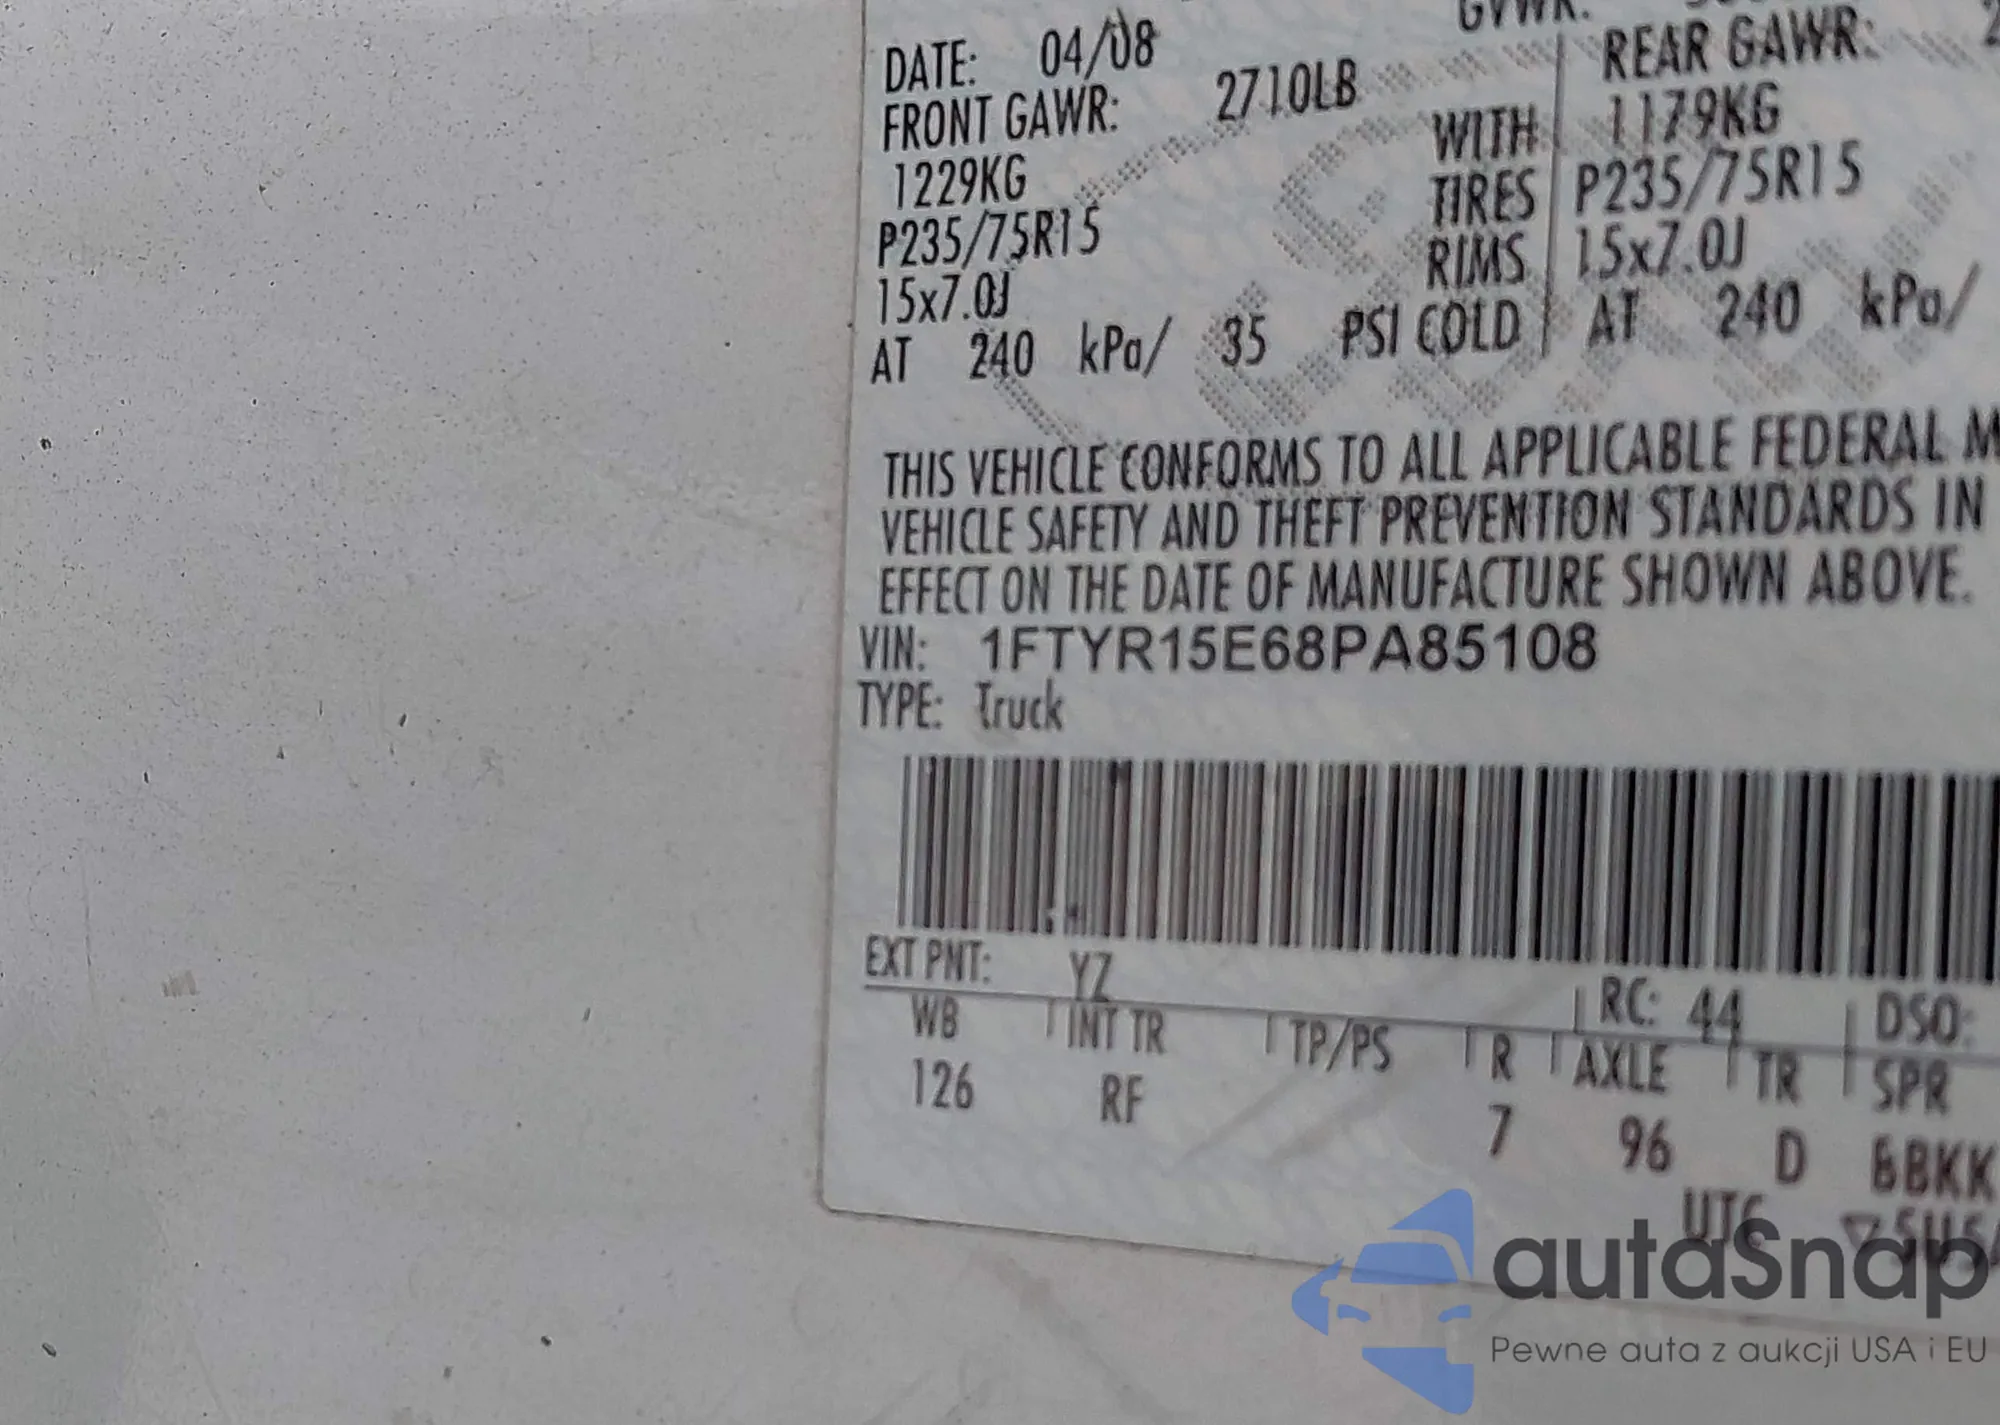 GVWR:
DATE: 04/08
FRONT GAWR: 2710LB REAR GAWR:
1229KG WITH 1179KG
P235/75R15 TIRES P235/75R15
15x7.0J RIMS 15x7.0J
AT 240 kPa/ 35 PSI COLD AT 240 kPa/
THIS VEHICLE CONFORMS TO ALL APPLICABLE FEDERAL M
VEHICLE SAFETY AND THEFT PREVENTION STANDARDS IN
EFFECT ON THE DATE OF MANUFACTURE SHOWN ABOVE.
VIN: 1FTYR15E68PA85108
TYPE: Truck
EXT PNT: YZ RC: 44 DSO:
WB INT TR TP/PS R AXLE TR SPR
126 RF 7 96 D
UTC
autaSnap
Pewne auta z aukcji USA i EU